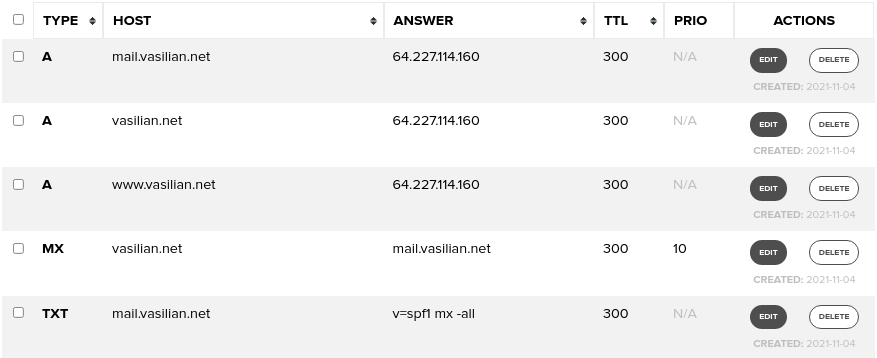 TYPE HOST ANSWER TTL PRIO ACTIONS
A mail.vasilian.net 64.227.114.160 300 N/A EDIT DELETE
CREATED: 2021-11-04
A vasilian.net 64.227.114.160 300 N/A EDIT DELETE
CREATED: 2021-11-04
A www.vasilian.net 64.227.114.160 300 N/A EDIT DELETE
CREATED: 2021-11-04
MX vasilian.net mail.vasilian.net 300 10 EDIT DELETE
CREATED: 2021-11-04
TXT mail.vasilian.net v=spf1 mx -all 300 N/A EDIT DELETE
CREATED: 2021-11-04